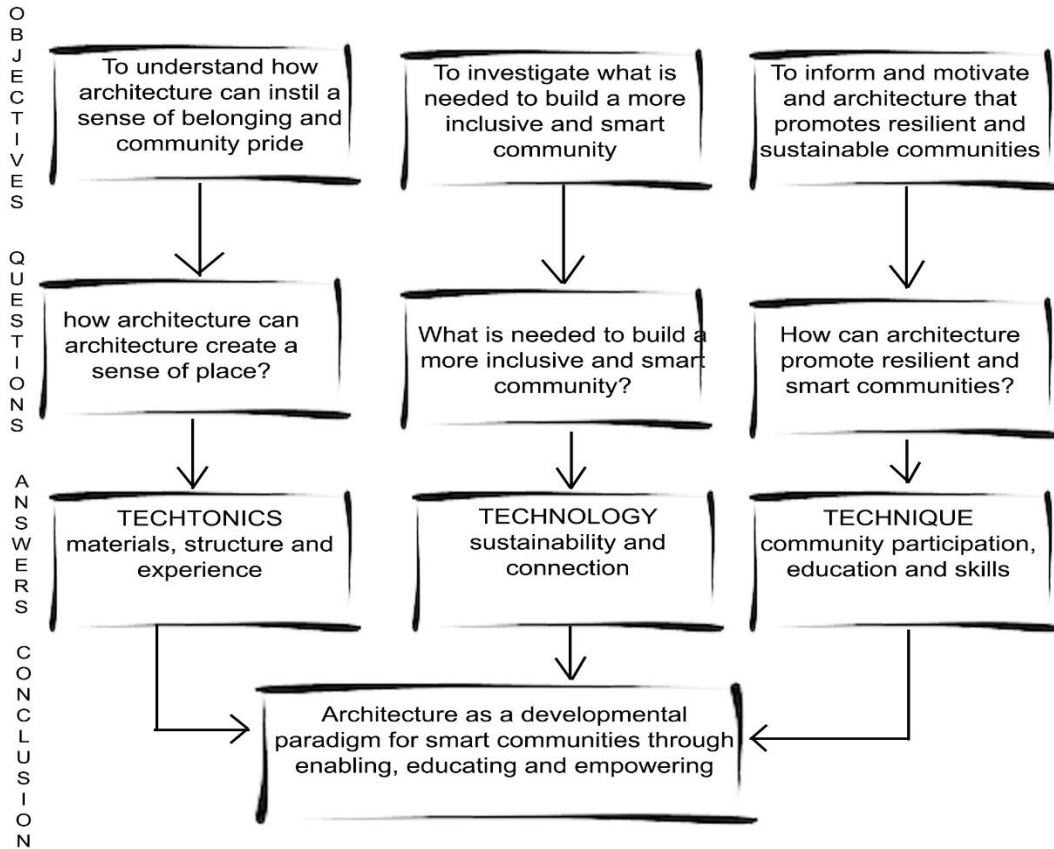 OBJECTIVES
To understand how
architecture can instil a
sense of belonging and
community pride
To investigate what is
needed to build a more
inclusive and smart
community
To inform and motivate
and architecture that
promotes resilient and
sustainable communities
QUESTIONS
how architecture can
architecture create a
sense of place?
What is needed to build a
more inclusive and smart
community?
How can architecture
promote resilient and
smart communities?
ANSWERS
TECHTONICS
materials, structure and
experience
TECHNOLOGY
sustainability and
connection
TECHNIQUE
community participation,
education and skills
CONCLUSION
Architecture as a developmental
paradigm for smart communities through
enabling, educating and empowering